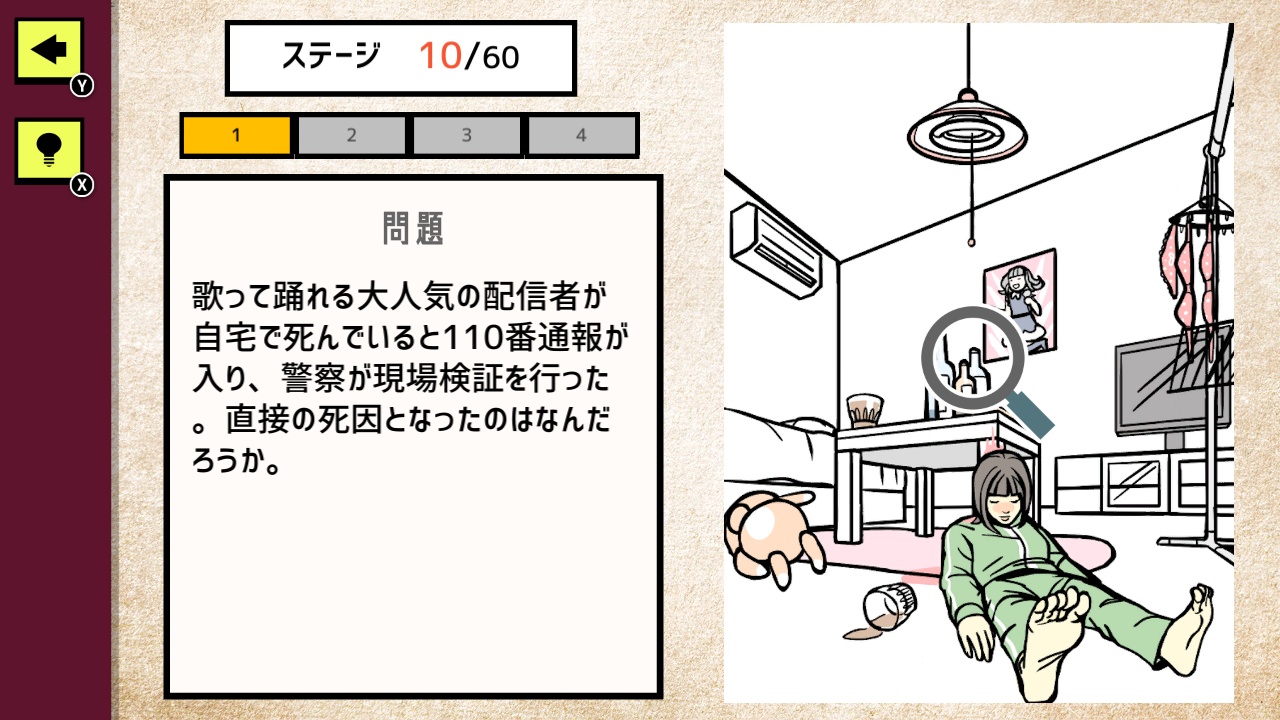 ステージ 10/60
Y
1 2 3 4
X
問題
歌って踊れる大人気の配信者が
自宅で死んでいると110番通報が
入り、警察が現場検証を行った
。直接の死因となったのはなんだ
ろうか。